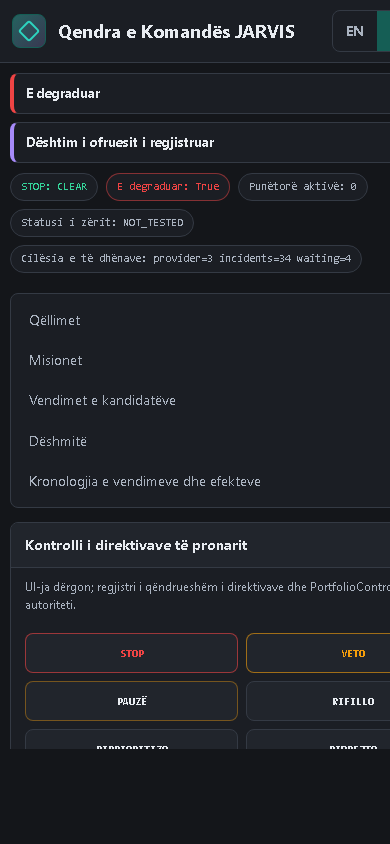 Qendra e Komandës JARVIS
EN
E degraduar
Dështim i ofruesit i regjistruar
STOP: CLEAR
E degraduar: True
Punëtorë aktivë: 0
Statusi i zërit: NOT_TESTED
Cilësia e të dhënave: provider=3 incidents=34 waiting=4
Qëllimet
Misionet
Vendimet e kandidatëve
Dëshmitë
Kronologjia e vendimeve dhe efekteve
Kontrolli i direktivave të pronarit
UI-ja dërgon; regjistri i qëndrueshëm i direktivave dhe PortfolioContro
autoriteti.
STOP
VETO
PAUZË
RIFILLO